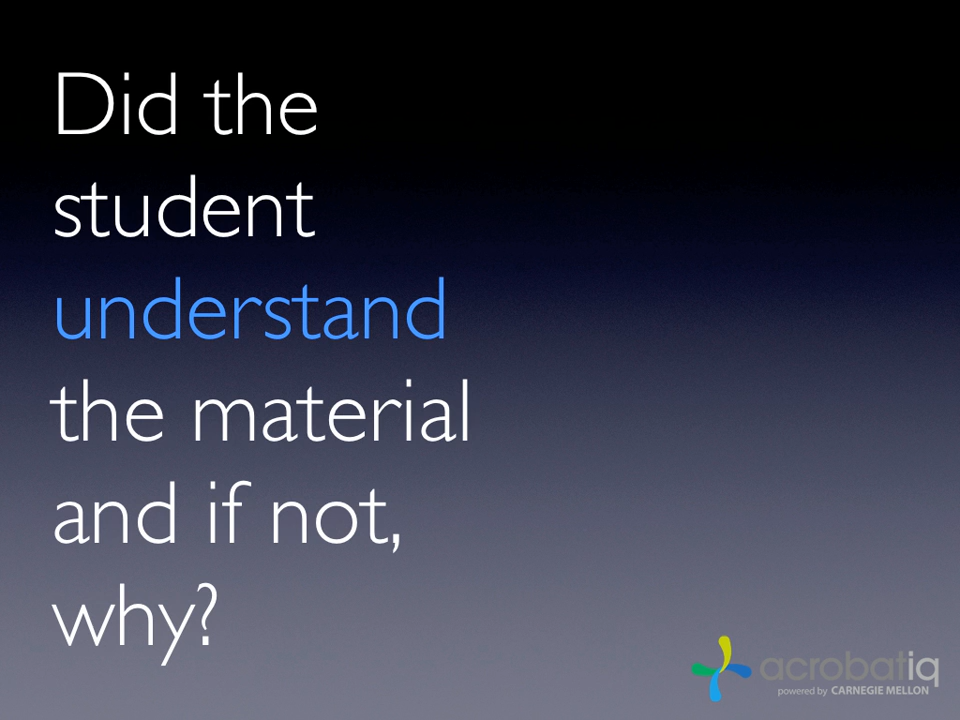 Did the
student
understand
the material
and if not,
why?
acrobatiq
powered by CARNEGIE MELLON